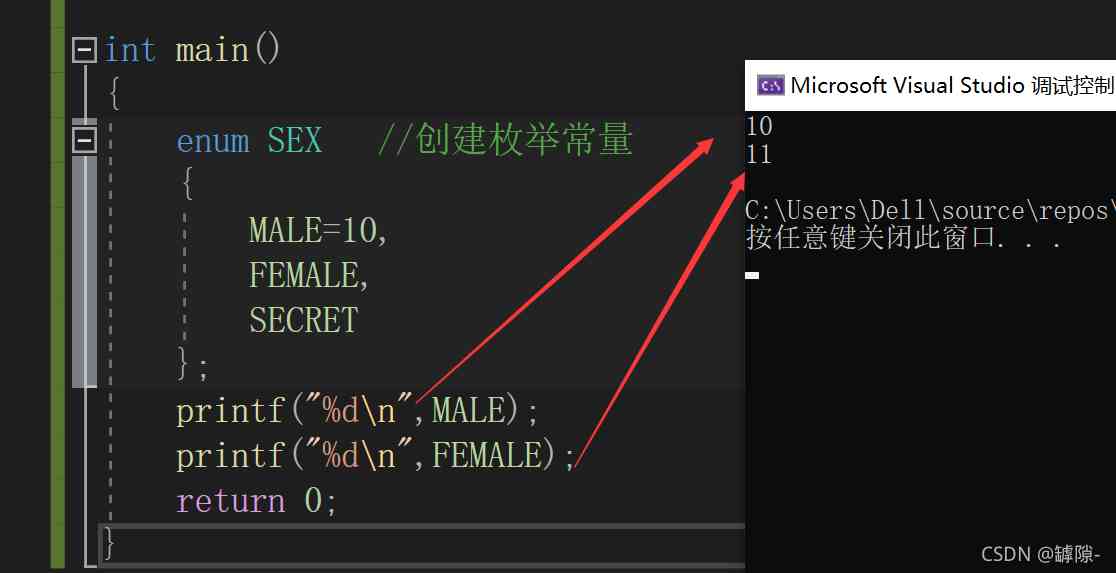 int main()
{
enum SEX //创建枚举常量
{
MALE=10,
FEMALE,
SECRET
};
printf("%d\n",MALE);
printf("%d\n",FEMALE);
return 0;
}
C:\ Microsoft Visual Studio 调试控制
10
11
C:\Users\Dell\source\repos\
按任意键关闭此窗口. . .
CSDN @罅隙-